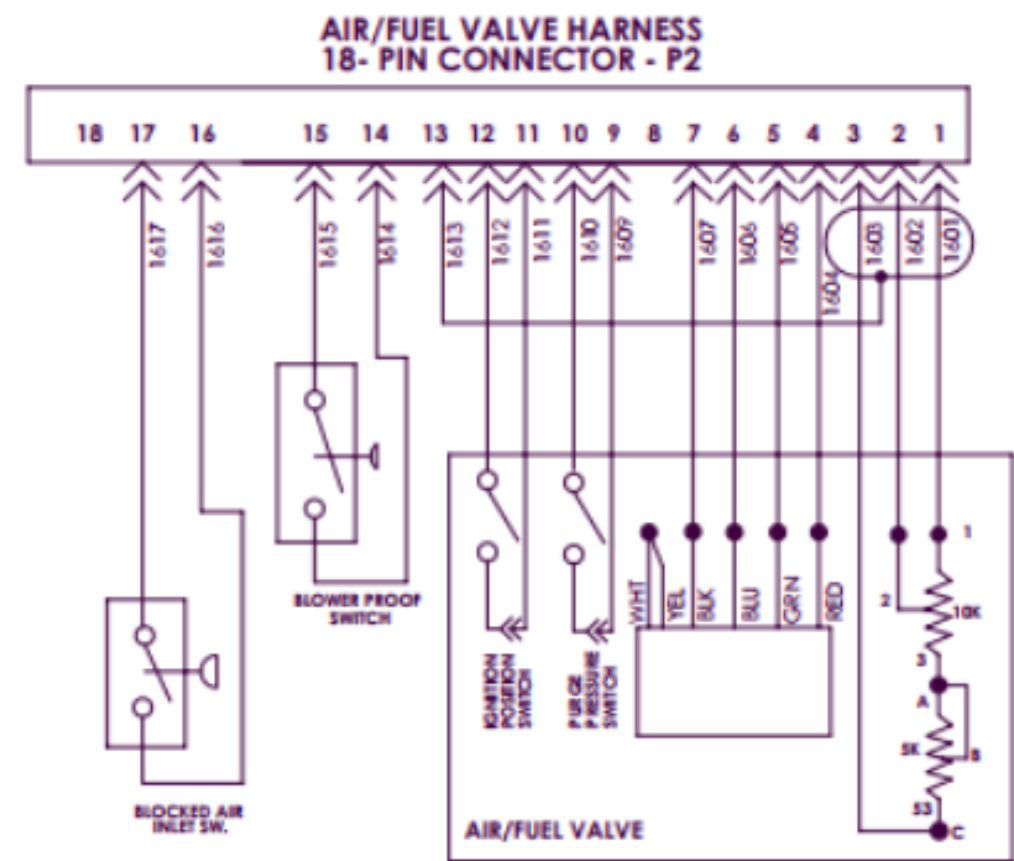 AIR/FUEL VALVE HARNESS
18- PIN CONNECTOR - P2
18 17 16 15 14 13 12 11 10 9 8 7 6 5 4 3 2 1
1617
1616
1615
1614
1613
1612
1611
1610
1609
1607
1606
1605
1604
1603
1602
1601
BLOWER PROOF
SWITCH
BLOCKED AIR
INLET SW.
IGNITION
POSITION
SWITCH
PURGE
PRESSURE
SWITCH
WHT
YEL
BLK
BLU
GRN
RED
1
2
10K
3
A
5K
B
53
C
AIR/FUEL VALVE